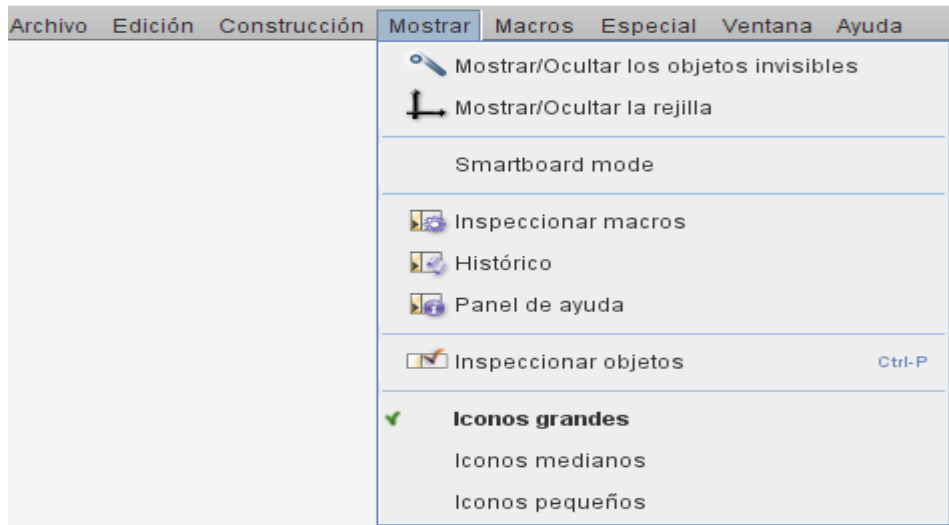 Archivo Edición Construcción Mostrar Macros Especial Ventana Ayuda
Mostrar/Ocultar los objetos invisibles
Mostrar/Ocultar la rejilla
Smartboard mode
Inspeccionar macros
Histórico
Panel de ayuda
Inspeccionar objetos Ctrl-P
Iconos grandes
Iconos medianos
Iconos pequeños